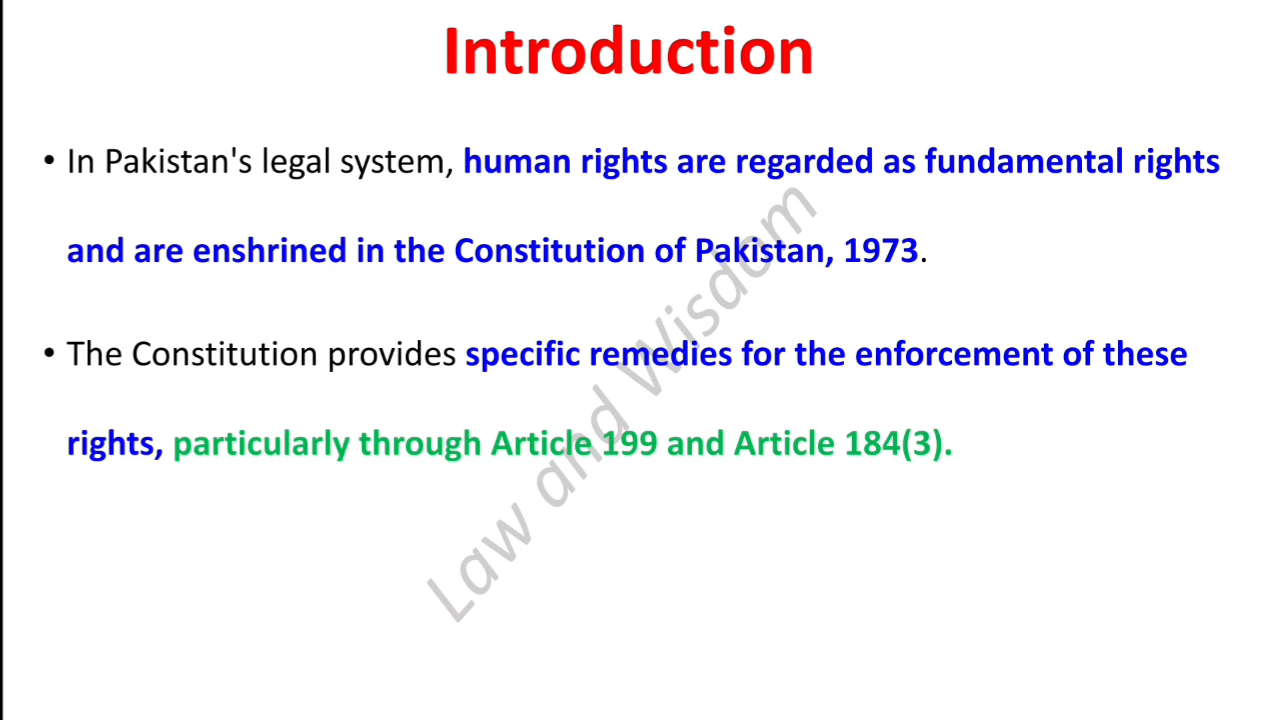 Introduction
• In Pakistan's legal system, human rights are regarded as fundamental rights
and are enshrined in the Constitution of Pakistan, 1973.
• The Constitution provides specific remedies for the enforcement of these
rights, particularly through Article 199 and Article 184(3).
Law and Wisdom